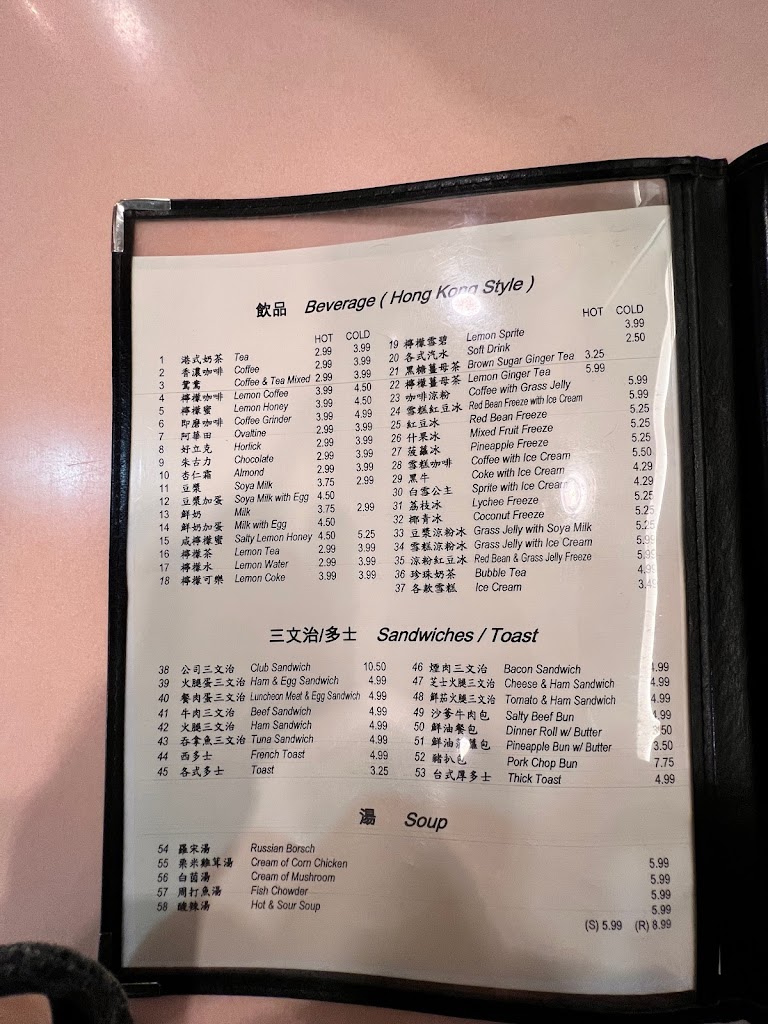 飲品 Beverage ( Hong Kong Style )
HOT COLD
1 港式奶茶 Tea 2.99 3.99
2 香濃咖啡 Coffee 2.99 3.99
3 鴛鴦 Coffee & Tea Mixed 2.99 3.99
4 檸檬咖啡 Lemon Coffee 3.99 4.50
5 檸檬蜜 Lemon Honey 3.99 4.50
6 即磨咖啡 Coffee Grinder 3.99 4.99
7 阿華田 Ovaltine 2.99 3.99
8 好立克 Horlick 2.99 3.99
9 朱古力 Chocolate 2.99 3.99
10 杏仁霜 Almond 2.99 3.99
11 豆漿 Soya Milk 3.75 2.99
12 豆漿加蛋 Soya Milk with Egg 4.50
13 鮮奶 Milk 3.75 2.99
14 鮮奶加蛋 Milk with Egg 4.50
15 咸檸檬蜜 Salty Lemon Honey 4.50 5.25
16 檸檬茶 Lemon Tea 2.99 3.99
17 檸檬水 Lemon Water 2.99 3.99
18 檸檬可樂 Lemon Coke 3.99 3.99
HOT COLD
19 檸檬雪碧 Lemon Sprite 3.99
20 各式汽水 Soft Drink 2.50
21 黑糖薑母茶 Brown Sugar Ginger Tea 3.25
22 檸檬薑母茶 Lemon Ginger Tea 5.99
23 咖啡涼粉 Coffee with Grass Jelly 5.99
24 雪糕紅豆冰 Red Bean Freeze with Ice Cream 5.99
25 紅豆冰 Red Bean Freeze 5.25
26 什果冰 Mixed Fruit Freeze 5.25
27 菠蘿冰 Pineapple Freeze 5.25
28 雪糕咖啡 Coffee with Ice Cream 5.50
29 黑牛 Coke with Ice Cream 4.29
30 白雪公主 Sprite with Ice Cream 4.29
31 荔枝冰 Lychee Freeze 5.25
32 椰青冰 Coconut Freeze 5.25
33 豆漿涼粉冰 Grass Jelly with Soya Milk 5.25
34 雪糕涼粉冰 Grass Jelly with Ice Cream 5.99
35 涼粉紅豆冰 Red Bean & Grass Jelly Freeze 5.99
36 珍珠奶茶 Bubble Tea 4.99
37 各款雪糕 Ice Cream 3.49
三文治/多士 Sandwiches / Toast
38 公司三文治 Club Sandwich 10.50
39 火腿蛋三文治 Ham & Egg Sandwich 4.99
40 餐肉蛋三文治 Luncheon Meat & Egg Sandwich 4.99
41 牛肉三文治 Beef Sandwich 4.99
42 火腿三文治 Ham Sandwich 4.99
43 吞拿魚三文治 Tuna Sandwich 4.99
44 西多士 French Toast 4.99
45 各式多士 Toast 3.25
46 煙肉三文治 Bacon Sandwich 4.99
47 芝士火腿三文治 Cheese & Ham Sandwich 4.99
48 鮮茄火腿三文治 Tomato & Ham Sandwich 4.99
49 沙爹牛肉包 Salty Beef Bun 4.99
50 鮮油餐包 Dinner Roll w/ Butter 3.50
51 鮮油菠蘿包 Pineapple Bun w/ Butter 3.50
52 豬扒包 Pork Chop Bun 7.75
53 台式厚多士 Thick Toast 4.99
湯 Soup
54 羅宋湯 Russian Borsch 5.99
55 粟米雞茸湯 Cream of Corn Chicken 5.99
56 白茵湯 Cream of Mushroom 5.99
57 周打魚湯 Fish Chowder 5.99
58 酸辣湯 Hot & Sour Soup (S) 5.99 (R) 8.99